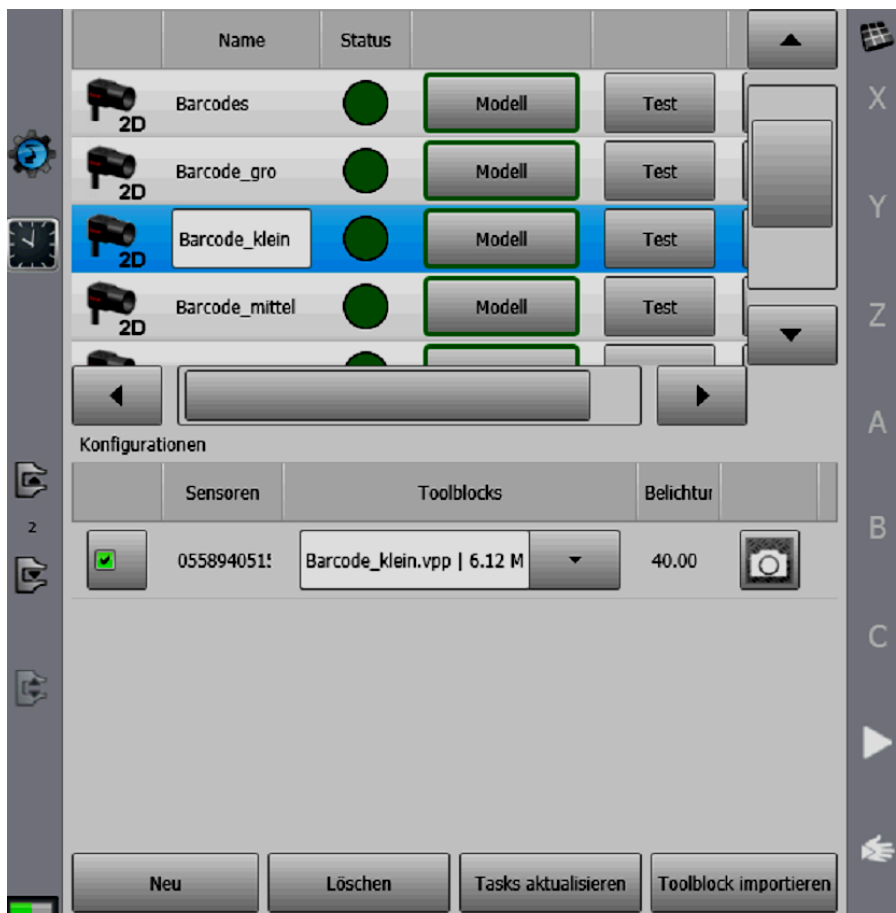 Name Status
Barcodes Modell Test
2D
Barcode_gro Modell Test
2D
Barcode_klein Modell Test
2D
Barcode_mittel Modell Test
2D
Konfigurationen
Sensoren Toolblocks Belichtur
055894051! Barcode_klein.vpp | 6.12 M 40.00
Neu Löschen Tasks aktualisieren Toolblock importieren
2
X
Y
Z
A
B
C